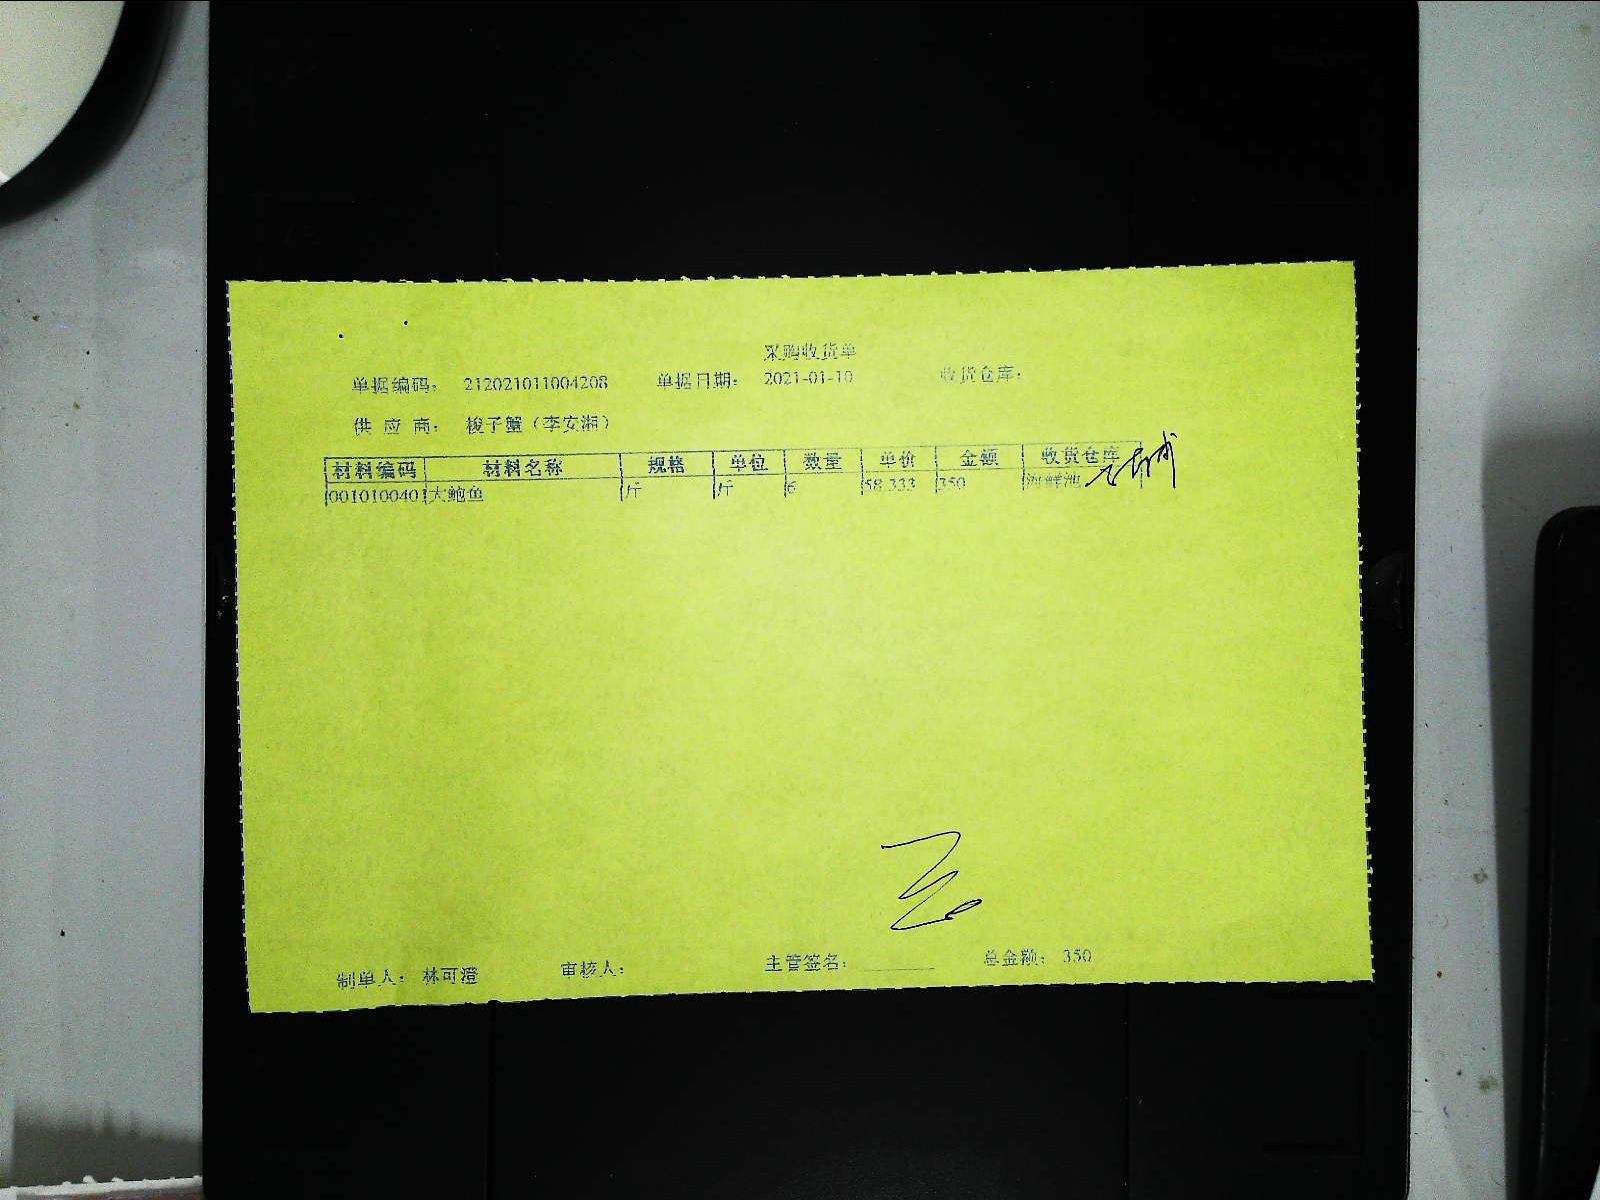 采购收货单
单据编码： 212021011004208 单据日期： 2021-01-10 收货仓库：
供 应 商： 梭子蟹（李安湘）
材料编码 材料名称 规格 单位 数量 单价 金额 收货仓库
0010100401 大鲍鱼 斤 斤 6 58.333 350 海鲜池
制单人： 林可澄 审核人： 主管签名： 总金额： 350